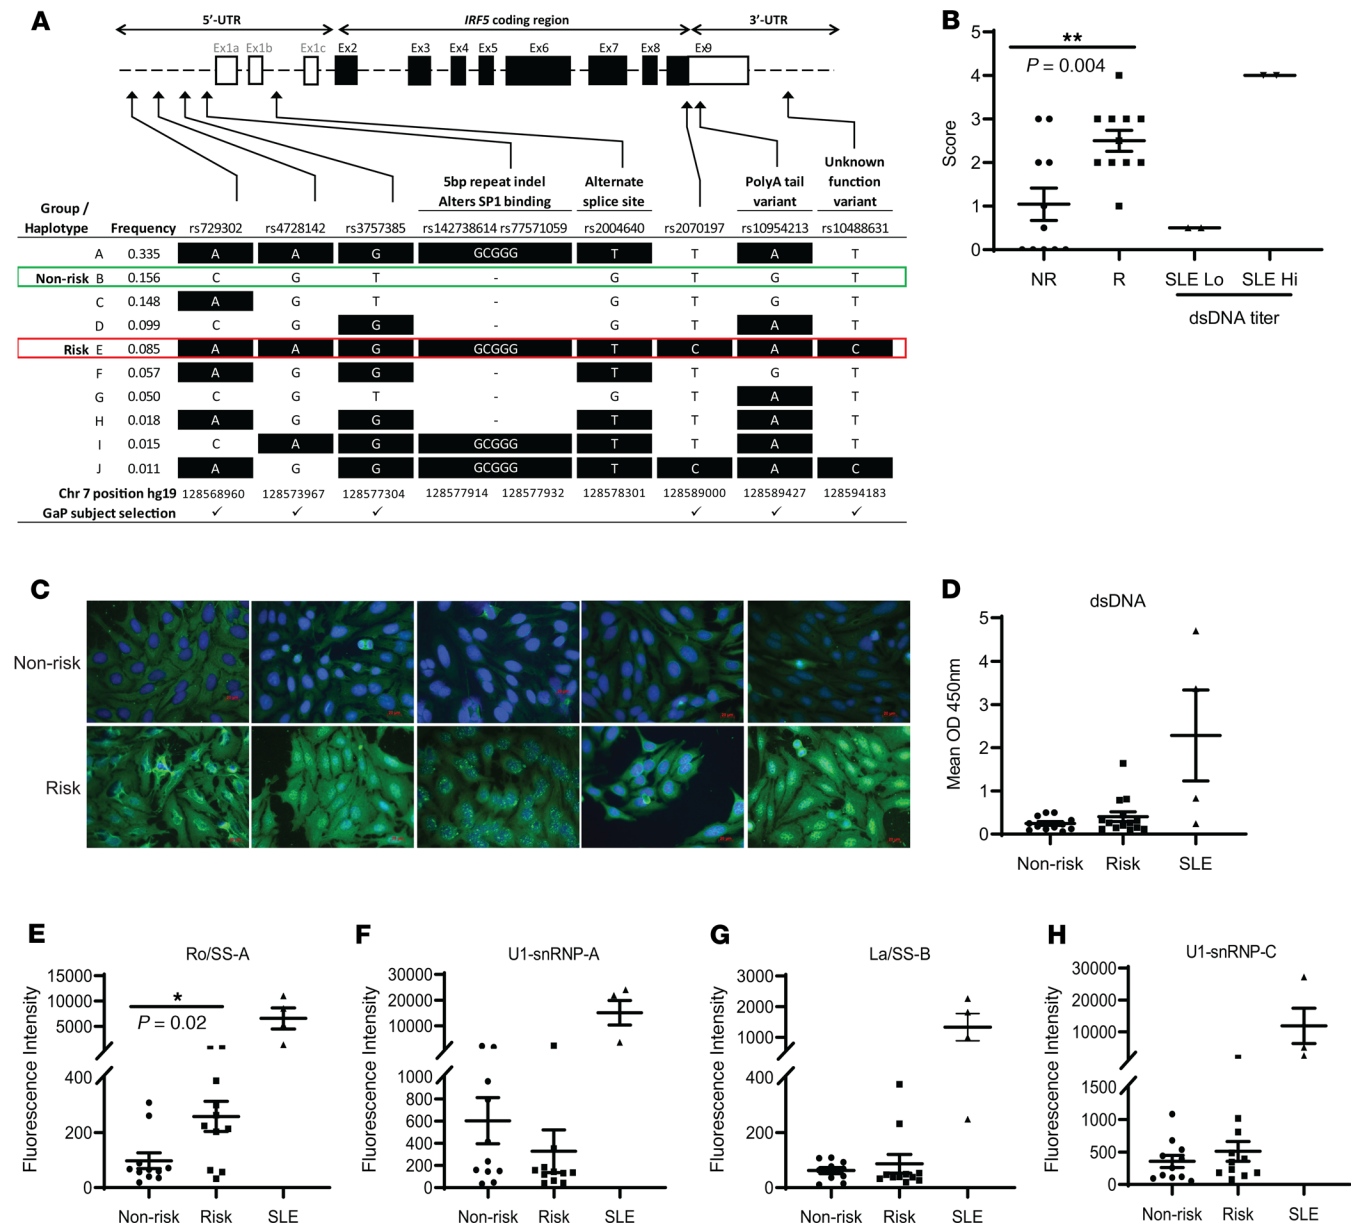 A
5'-UTR IRF5 coding region 3'-UTR
Ex1a Ex1b Ex1c Ex2 Ex3 Ex4 Ex5 Ex6 Ex7 Ex8 Ex9
Unknown
5bp repeat indel Alternate PolyA tail function
Group / Alters SP1 binding splice site variant variant
Haplotype Frequency rs729302 rs4728142 rs3757385 rs142738614 rs77571059 rs2004640 rs2070197 rs10954213 rs10488631
A 0.335 A A G GCGGG T T A T
Non-risk B 0.156 C G T - G T G T
C 0.148 A G T - G T G T
D 0.099 C G G - G T A T
Risk E 0.085 A A G GCGGG T C A C
F 0.057 A G G - T T G T
G 0.050 C G T - G T A T
H 0.018 A G G - T T A T
I 0.015 C A G GCGGG T T A T
J 0.011 A G G GCGGG T C A C
Chr 7 position hg19 128568960 128573967 128577304 128577914 128577932 128578301 128589000 128589427 128594183
GaP subject selection ✓ ✓ ✓ ✓ ✓ ✓
B
Score
5
4
3
2
1
0
**
P = 0.004
NR R SLE Lo SLE Hi
dsDNA titer
C
Non-risk
Risk
D
dsDNA
Mean OD 450nm
5
4
3
2
1
0
Non-risk Risk SLE
E
Ro/SS-A
Fluorescence Intensity
15000
10000
5000
400
200
0
*
P = 0.02
Non-risk Risk SLE
F
U1-snRNP-A
Fluorescence Intensity
30000
20000
10000
1000
800
600
400
200
0
Non-risk Risk SLE
G
La/SS-B
Fluorescence Intensity
3000
2000
1000
400
200
0
Non-risk Risk SLE
H
U1-snRNP-C
Fluorescence Intensity
30000
20000
10000
1500
1000
500
0
Non-risk Risk SLE